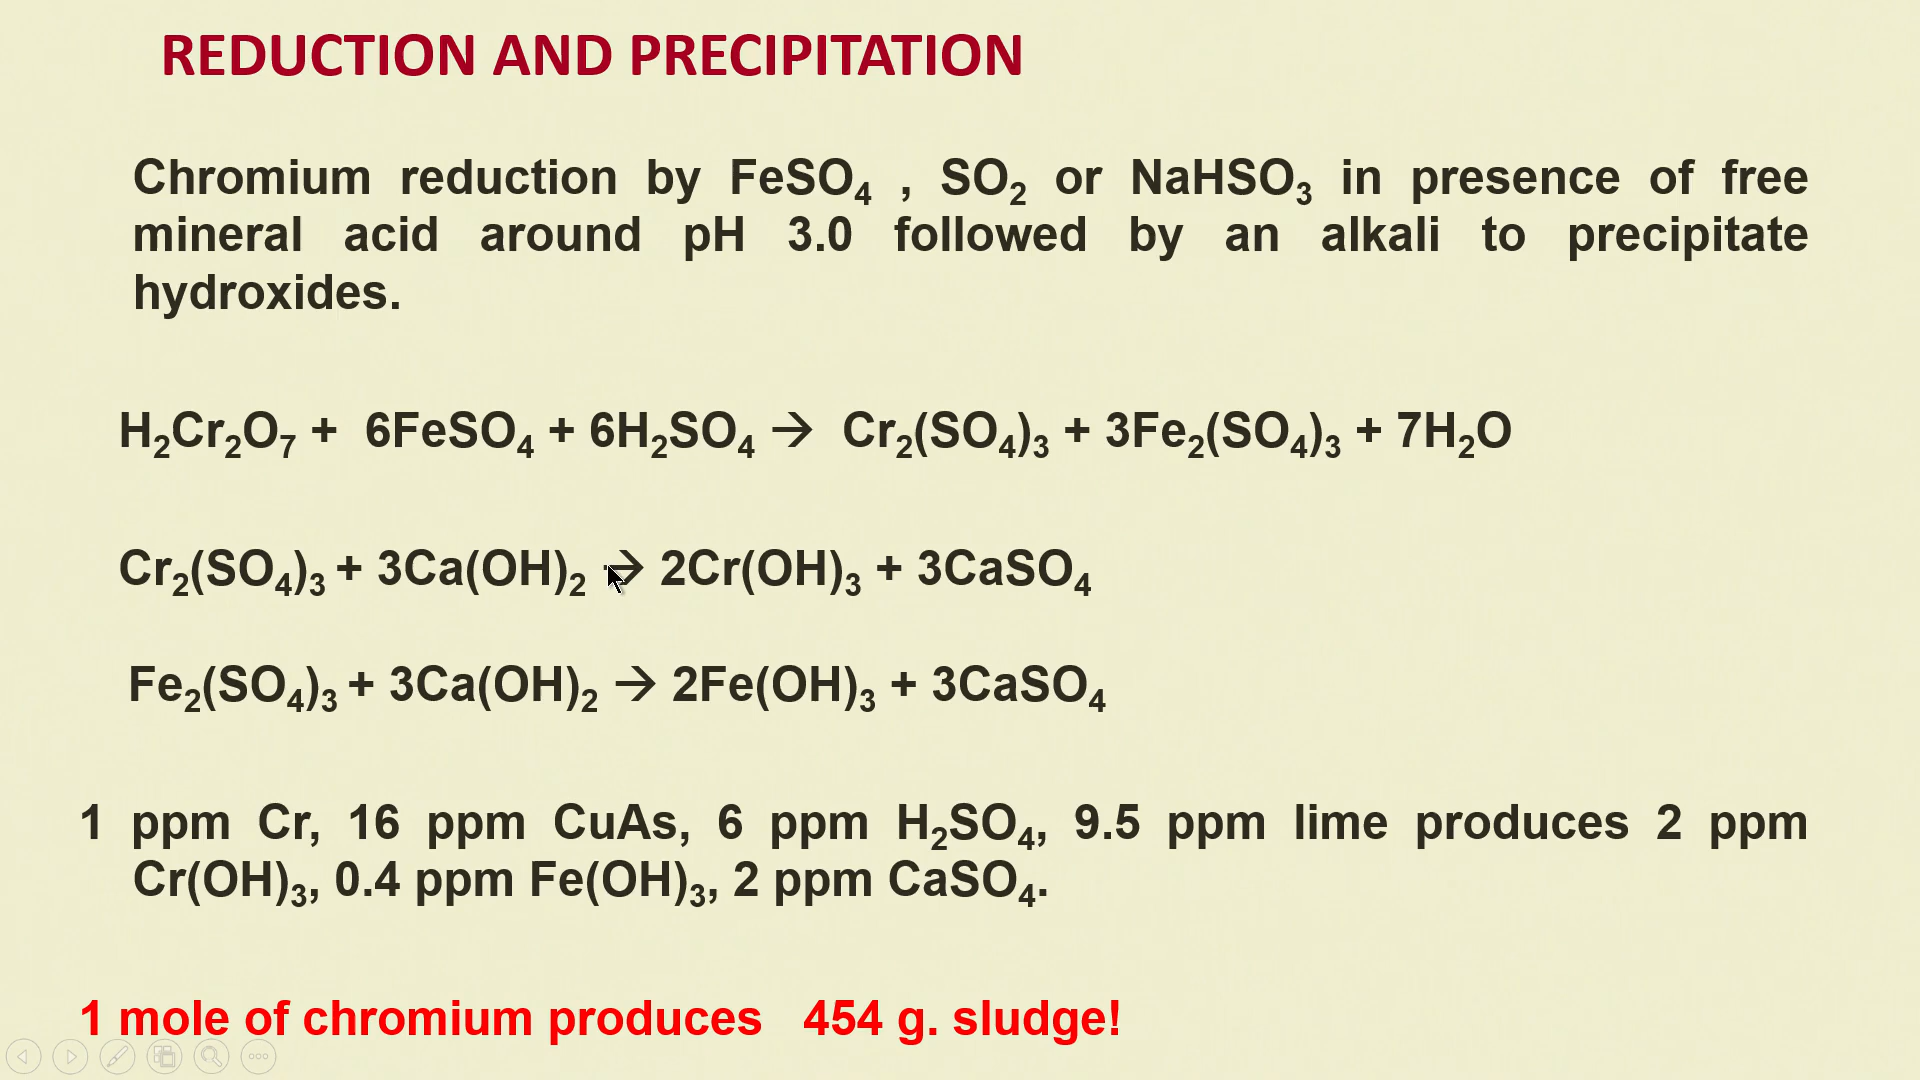 REDUCTION AND PRECIPITATION
Chromium reduction by FeSO₄ , SO₂ or NaHSO₃ in presence of free
mineral acid around pH 3.0 followed by an alkali to precipitate
hydroxides.
H₂Cr₂O₇ + 6FeSO₄ + 6H₂SO₄ → Cr₂(SO₄)₃ + 3Fe₂(SO₄)₃ + 7H₂O
Cr₂(SO₄)₃ + 3Ca(OH)₂ → 2Cr(OH)₃ + 3CaSO₄
Fe₂(SO₄)₃ + 3Ca(OH)₂ → 2Fe(OH)₃ + 3CaSO₄
1 ppm Cr, 16 ppm CuAs, 6 ppm H₂SO₄, 9.5 ppm lime produces 2 ppm
Cr(OH)₃, 0.4 ppm Fe(OH)₃, 2 ppm CaSO₄.
1 mole of chromium produces 454 g. sludge!